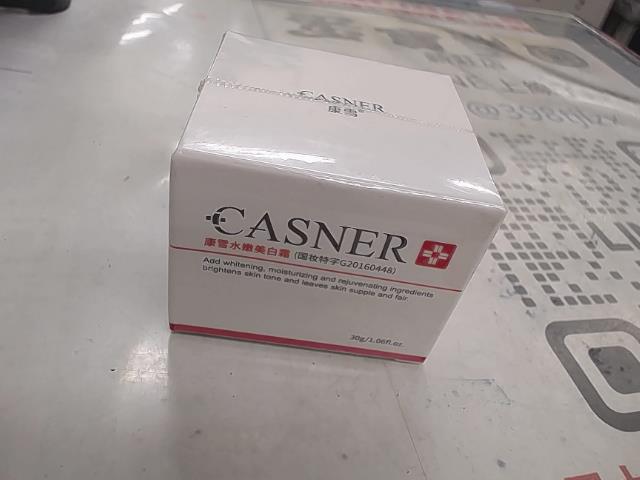 CASNER
康雪
CASNER
康雪水嫩美白霜 (国妆特字G20160448)
Add whitening, moisturizing and rejuvenating ingredients
brightens skin tone and leaves skin supple and fair.
30g/1.06fl.oz.